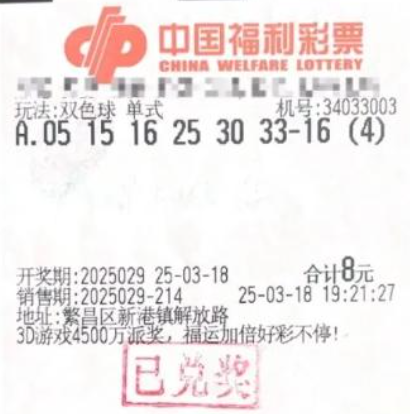 中国福利彩票
CHINA WELFARE LOTTERY
玩法:双色球 单式 机号:34033003
A.05 15 16 25 30 33-16 (4)
开奖期:2025029 25-03-18 合计8元
销售期:2025029-214 25-03-18 19:21:27
地址:繁昌区新港镇解放路
3D游戏4500万派奖，福运加倍好彩不停！
已兑奖